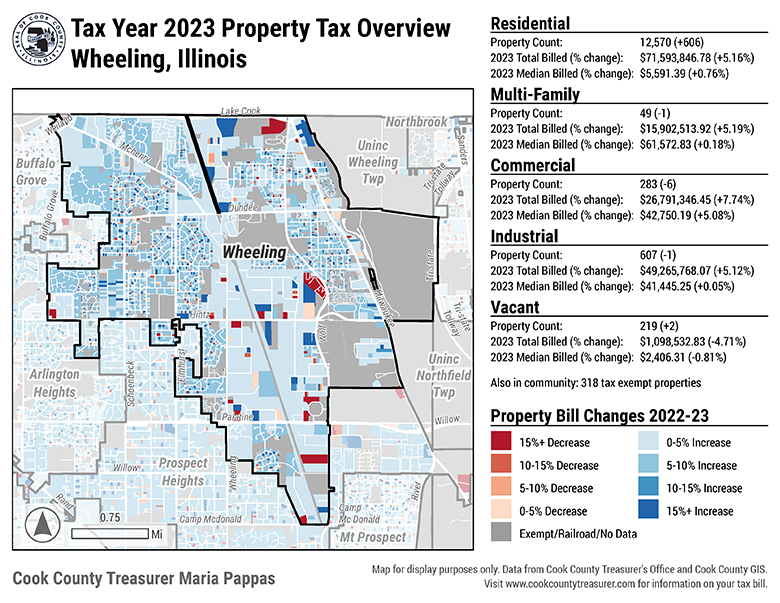 Tax Year 2023 Property Tax Overview
Wheeling, Illinois
Residential
Property Count: 12,570 (+606)
2023 Total Billed (% change): $71,593,846.78 (+5.16%)
2023 Median Billed (% change): $5,591.39 (+0.76%)
Multi-Family
Property Count: 49 (-1)
2023 Total Billed (% change): $15,902,513.92 (+5.19%)
2023 Median Billed (% change): $61,572.83 (+0.18%)
Commercial
Property Count: 283 (-6)
2023 Total Billed (% change): $26,791,346.45 (+7.74%)
2023 Median Billed (% change): $42,750.19 (+5.08%)
Industrial
Property Count: 607 (-1)
2023 Total Billed (% change): $49,265,768.07 (+5.12%)
2023 Median Billed (% change): $41,445.25 (+0.05%)
Vacant
Property Count: 219 (+2)
2023 Total Billed (% change): $1,098,532.83 (-4.71%)
2023 Median Billed (% change): $2,406.31 (-0.81%)
Also in community: 318 tax exempt properties
Property Bill Changes 2022-23
15%+ Decrease
10-15% Decrease
5-10% Decrease
0-5% Decrease
Exempt/Railroad/No Data
0-5% Increase
5-10% Increase
10-15% Increase
15%+ Increase
Lake Cook
Northbrook
Weiland
McHenry
Sanders
Buffalo
Grove
Uninc
Wheeling
Twp
Tri-state
Tollway
Buffalo Grove
Dundee
Wheeling
Tristate
Milwaukee
Hintz
Wolf
Tri-state
Tollway
Elmhurst
Schoenbeck
Arlington
Heights
Uninc
Northfield
Twp
Palatine
Willow
Willow
Wheeling
Prospect
Heights
Rand
River
Camp Mcdonald
Camp
Mc Donald
Mt Prospect
0.75
Mi
Cook County Treasurer Maria Pappas
Map for display purposes only. Data from Cook County Treasurer's Office and Cook County GIS.
Visit www.cookcountytreasurer.com for information on your tax bill.